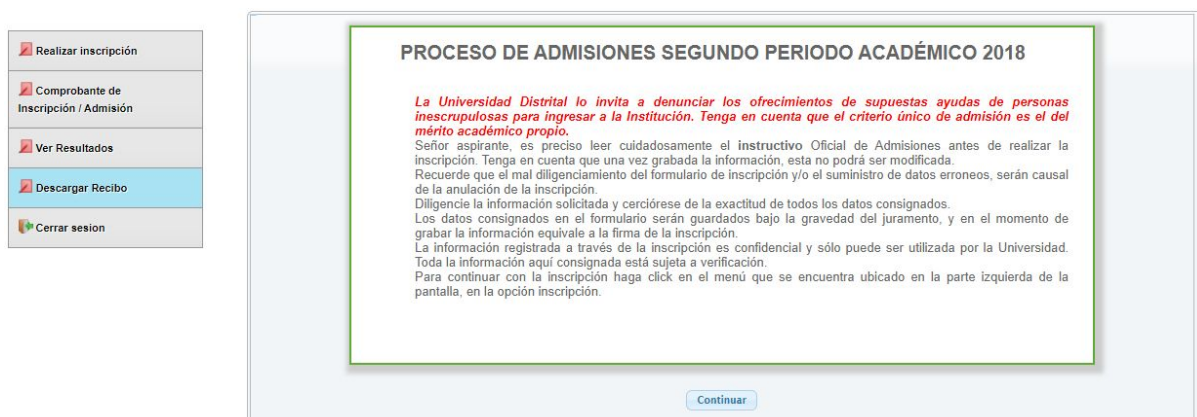 Realizar inscripción
Comprobante de
Inscripción / Admisión
Ver Resultados
Descargar Recibo
Cerrar sesion
PROCESO DE ADMISIONES SEGUNDO PERIODO ACADÉMICO 2018
La Universidad Distrital lo invita a denunciar los ofrecimientos de supuestas ayudas de personas
inescrupulosas para ingresar a la Institución. Tenga en cuenta que el criterio único de admisión es el del
mérito académico propio.
Señor aspirante, es preciso leer cuidadosamente el instructivo Oficial de Admisiones antes de realizar la
inscripción. Tenga en cuenta que una vez grabada la información, esta no podrá ser modificada.
Recuerde que el mal diligenciamiento del formulario de inscripción y/o el suministro de datos erroneos, serán causal
de la anulación de la inscripción.
Diligencie la información solicitada y cerciórese de la exactitud de todos los datos consignados.
Los datos consignados en el formulario serán guardados bajo la gravedad del juramento, y en el momento de
grabar la información equivale a la firma de la inscripción.
La información registrada a través de la inscripción es confidencial y sólo puede ser utilizada por la Universidad.
Toda la información aquí consignada está sujeta a verificación.
Para continuar con la inscripción haga click en el menú que se encuentra ubicado en la parte izquierda de la
pantalla, en la opción inscripción.
Continuar